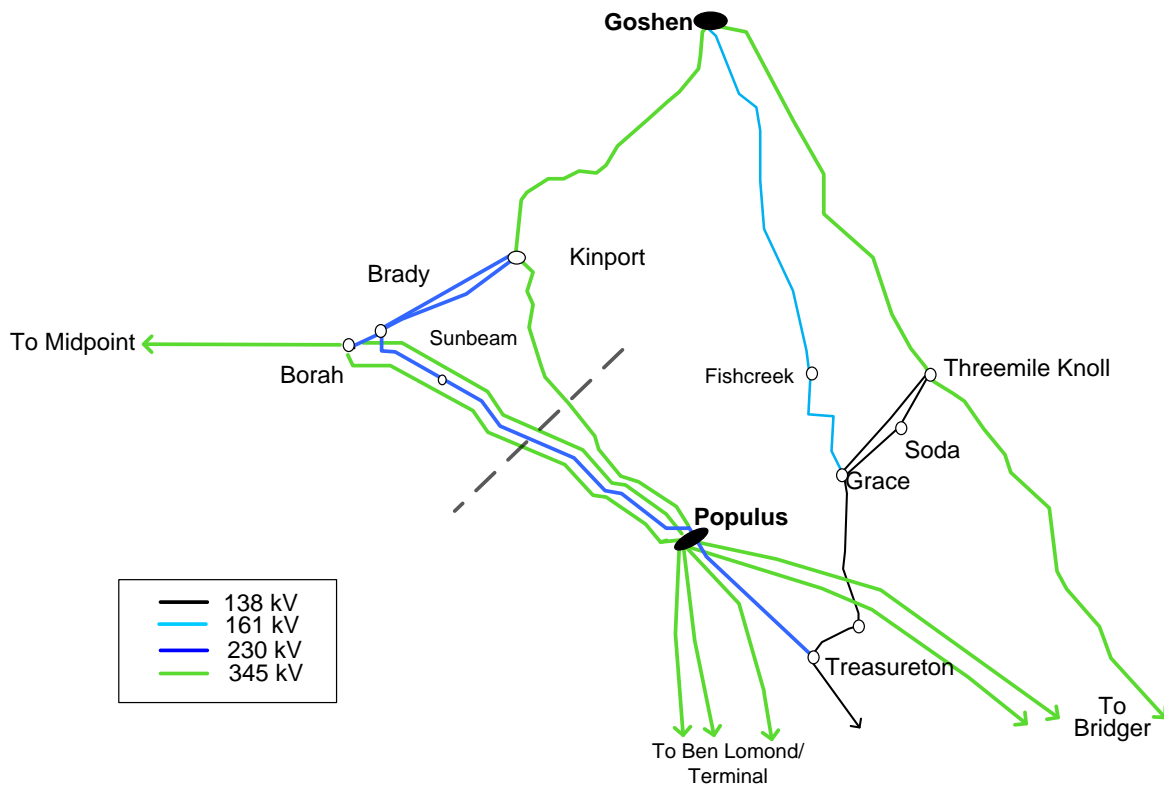 Goshen
Kinport
Brady
To Midpoint
Sunbeam
Borah
Fishcreek
Threemile Knoll
Soda
Grace
Populus
138 kV
161 kV
230 kV
345 kV
Treasureton
To
Bridger
To Ben Lomond/
Terminal